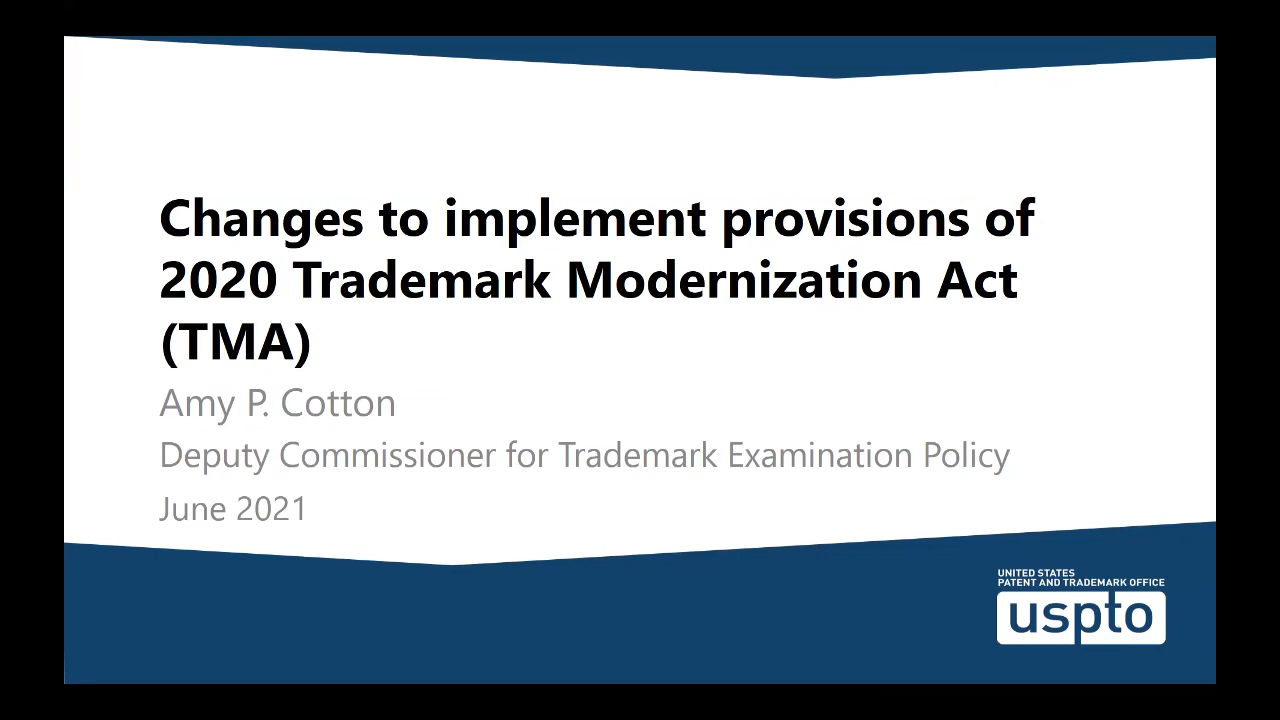 Changes to implement provisions of
2020 Trademark Modernization Act
(TMA)
Amy P. Cotton
Deputy Commissioner for Trademark Examination Policy
June 2021
UNITED STATES
PATENT AND TRADEMARK OFFICE
uspto